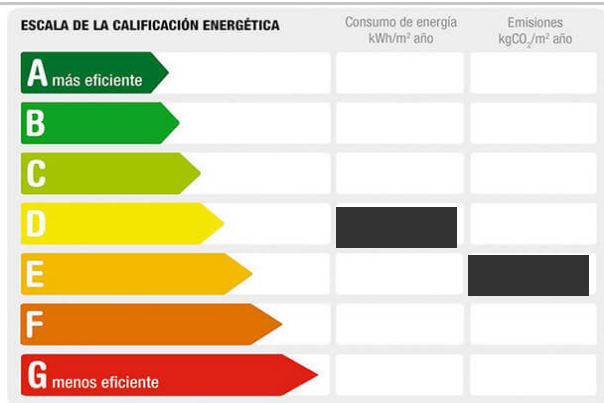 ESCALA DE LA CALIFICACIÓN ENERGÉTICA
Consumo de energía
kWh/m² año
Emisiones
kgCO₂/m² año
A más eficiente
B
C
D
E
F
G menos eficiente